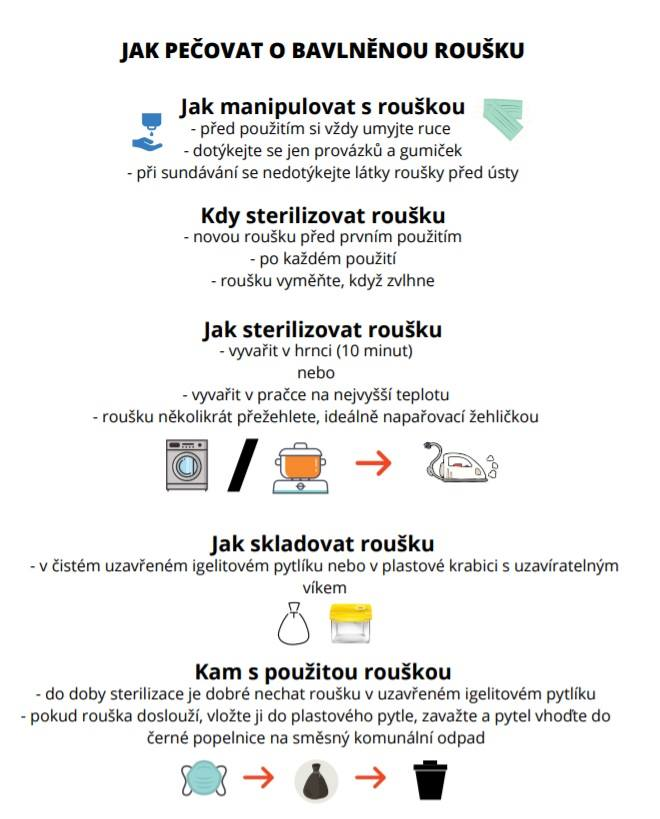 JAK PEČOVAT O BAVLNĚNOU ROUŠKU
Jak manipulovat s rouškou
- před použitím si vždy umyjte ruce
- dotýkejte se jen provázků a gumiček
- při sundávání se nedotýkejte látky roušky před ústy
Kdy sterilizovat roušku
- novou roušku před prvním použitím
- po každém použití
- roušku vyměňte, když zvlhne
Jak sterilizovat roušku
- vyvařit v hrnci (10 minut)
nebo
- vyvařit v pračce na nejvyšší teplotu
- roušku několikrát přežehlete, ideálně napařovací žehličkou
Jak skladovat roušku
- v čistém uzavřeném igelitovém pytlíku nebo v plastové krabici s uzavíratelným
víkem
Kam s použitou rouškou
- do doby sterilizace je dobré nechat roušku v uzavřeném igelitovém pytlíku
- pokud rouška doslouží, vložte ji do plastového pytle, zavažte a pytel vhoďte do
černé popelnice na směsný komunální odpad